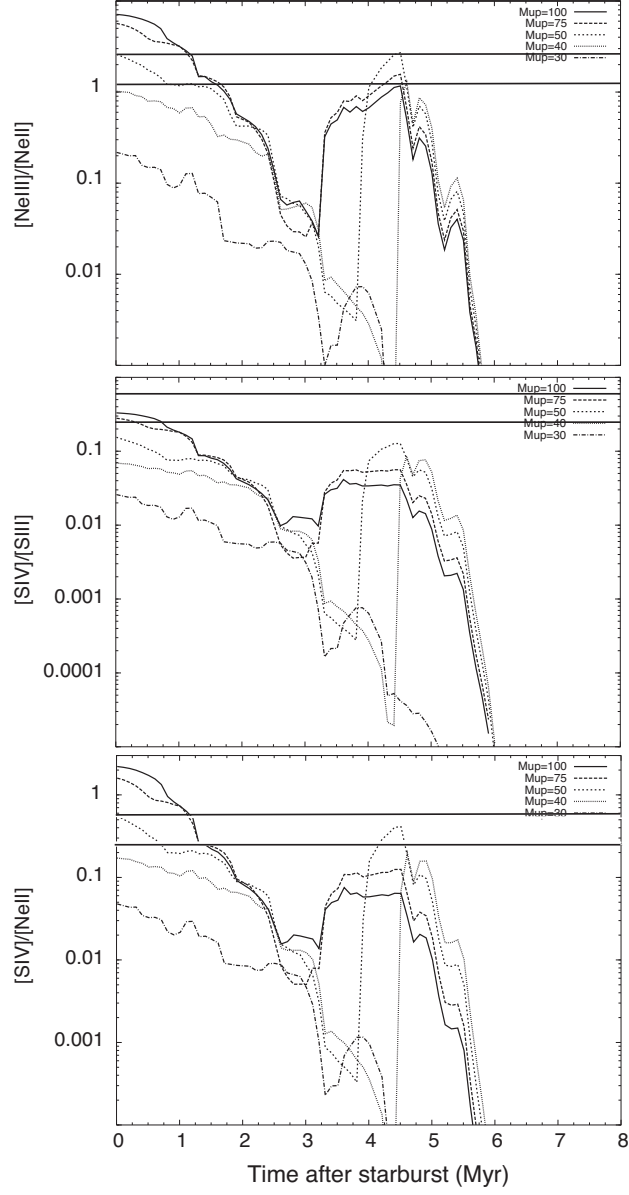 Mup=100
Mup=75
Mup=50
Mup=40
Mup=30
1
0.1
0.01
[NeIII]/[NeII]
Mup=100
Mup=75
Mup=50
Mup=40
Mup=30
0.1
0.01
0.001
0.0001
[SIV]/[SIII]
Mup=100
Mup=75
Mup=50
Mup=40
Mup=30
1
0.1
0.01
0.001
[SIV]/[NeII]
0 1 2 3 4 5 6 7 8
Time after starburst (Myr)